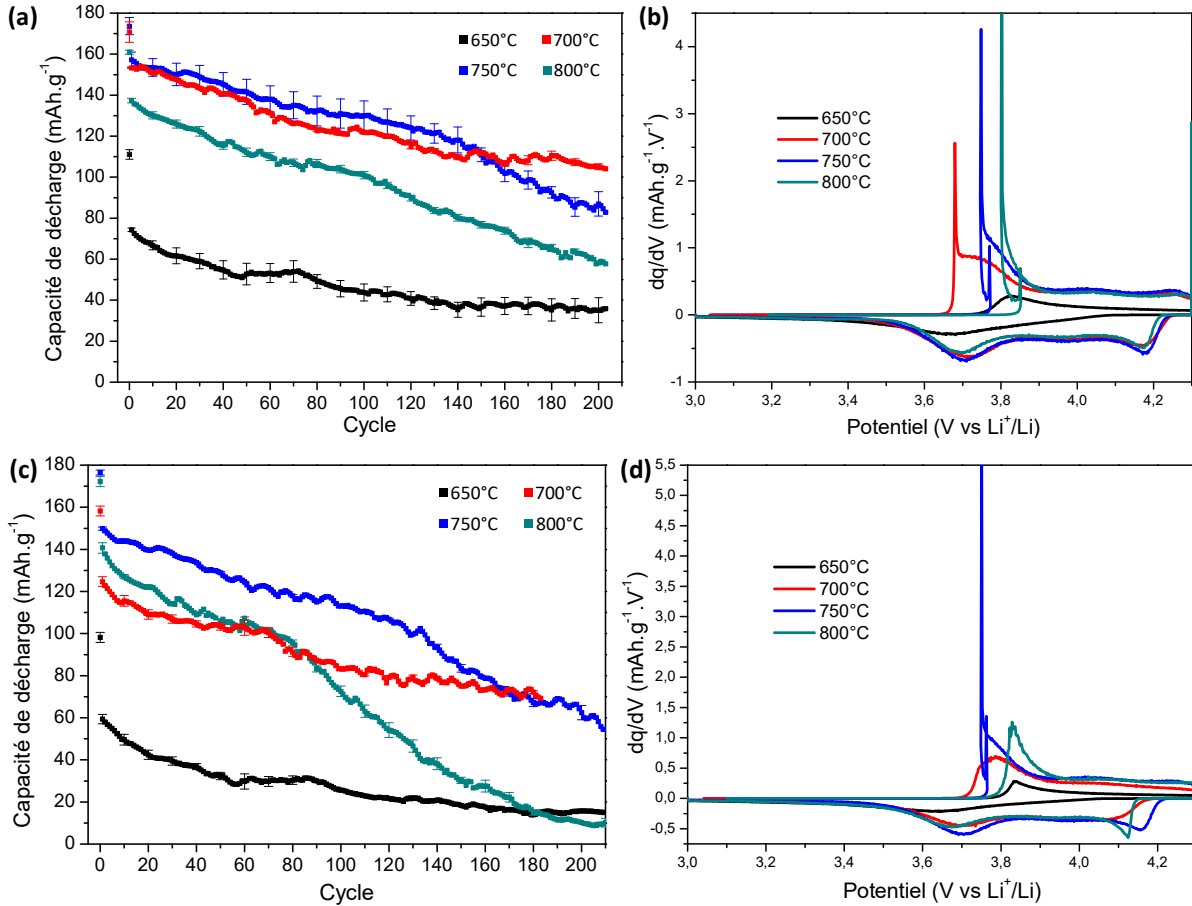 (a)
180
160
140
120
100
80
60
40
20
0
Capacité de décharge (mAh.g⁻¹)
650°C 700°C
750°C 800°C
0 20 40 60 80 100 120 140 160 180 200
Cycle
(b)
4
3
2
1
0
-1
dq/dV (mAh.g⁻¹.V⁻¹)
650°C
700°C
750°C
800°C
3,0 3,2 3,4 3,6 3,8 4,0 4,2
Potentiel (V vs Li⁺/Li)
(c)
180
160
140
120
100
80
60
40
20
0
Capacité de décharge (mAh.g⁻¹)
650°C 700°C
750°C 800°C
0 20 40 60 80 100 120 140 160 180 200
Cycle
(d)
5,5
5,0
4,5
4,0
3,5
3,0
2,5
2,0
1,5
1,0
0,5
0,0
-0,5
dq/dV (mAh.g⁻¹.V⁻¹)
650°C
700°C
750°C
800°C
3,0 3,2 3,4 3,6 3,8 4,0 4,2
Potentiel (V vs Li⁺/Li)